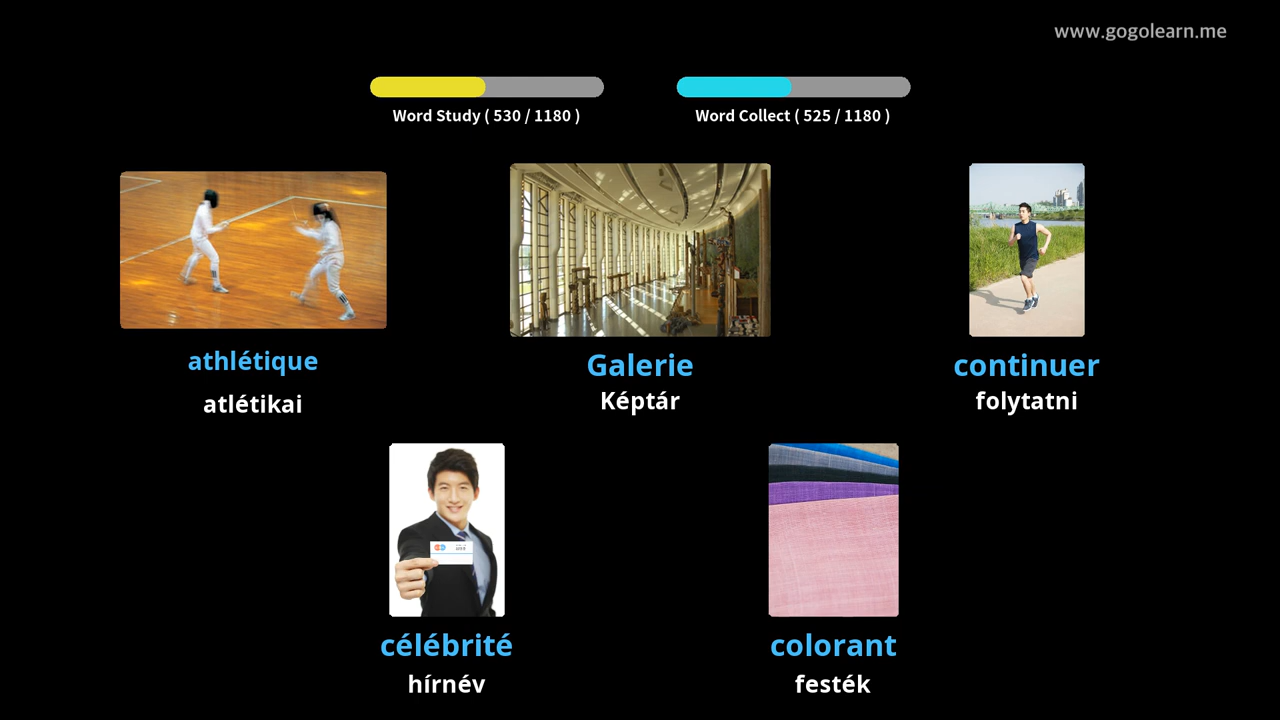 www.gogolearn.me
Word Study ( 530 / 1180 )
Word Collect ( 525 / 1180 )
athlétique
atlétikai
Galerie
Képtár
continuer
folytatni
célébrité
hírnév
colorant
festék